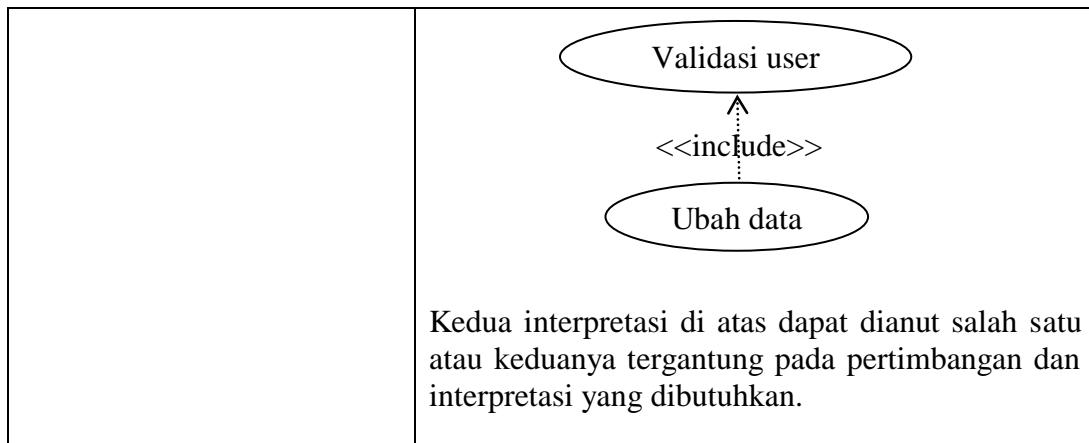 Validasi user
<<include>>
Ubah data
Kedua interpretasi di atas dapat dianut salah satu
atau keduanya tergantung pada pertimbangan dan
interpretasi yang dibutuhkan.